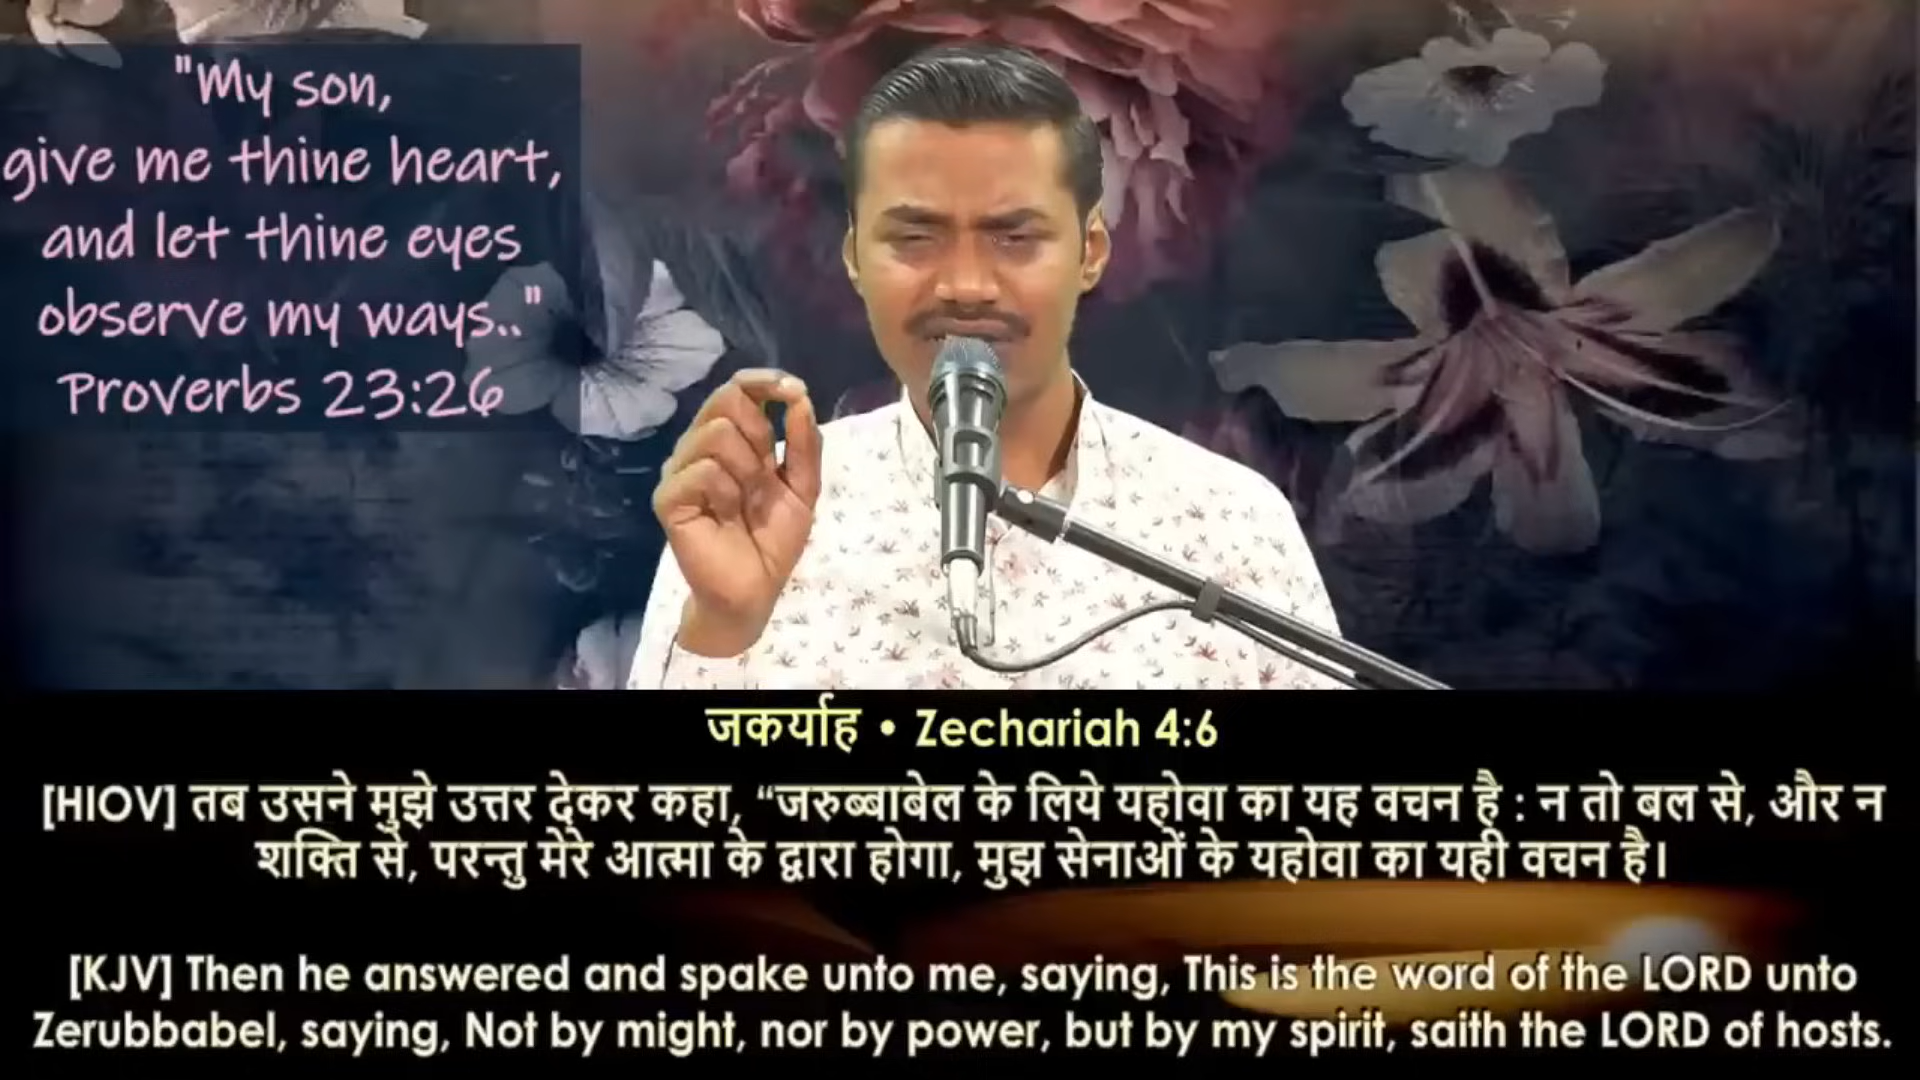 "My son,
give me thine heart,
and let thine eyes
observe my ways.."
Proverbs 23:26
जकर्याह • Zechariah 4:6
[HIOV] तब उसने मुझे उत्तर देकर कहा, “जरुब्बाबेल के लिये यहोवा का यह वचन है : न तो बल से, और न
शक्ति से, परन्तु मेरे आत्मा के द्वारा होगा, मुझ सेनाओं के यहोवा का यही वचन है।
[KJV] Then he answered and spake unto me, saying, This is the word of the LORD unto
Zerubbabel, saying, Not by might, nor by power, but by my spirit, saith the LORD of hosts.